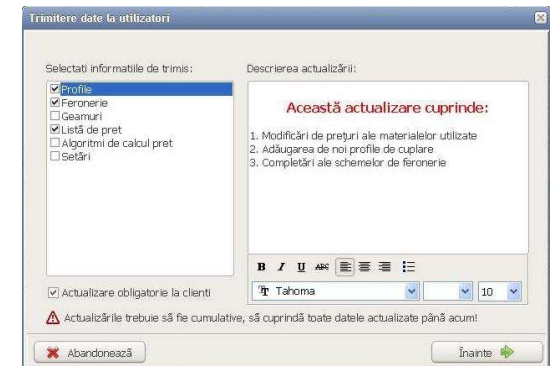 Trimitere date la utilizatori
Selectati informatiile de trimis:
Profile
Feronerie
Geamuri
Listă de pret
Algoritmi de calcul pret
Setări
Actualizare obligatorie la clienti
Descrierea actualizării:
Această actualizare cuprinde:
1. Modificări de prețuri ale materialelor utilizate
2. Adăugarea de noi profile de cuplare
3. Completări ale schemelor de feronerie
B I U ABC
Tahoma 10
Actualizările trebuie să fie cumulative, să cuprindă toate datele actualizate până acum!
Abandonează
Înainte